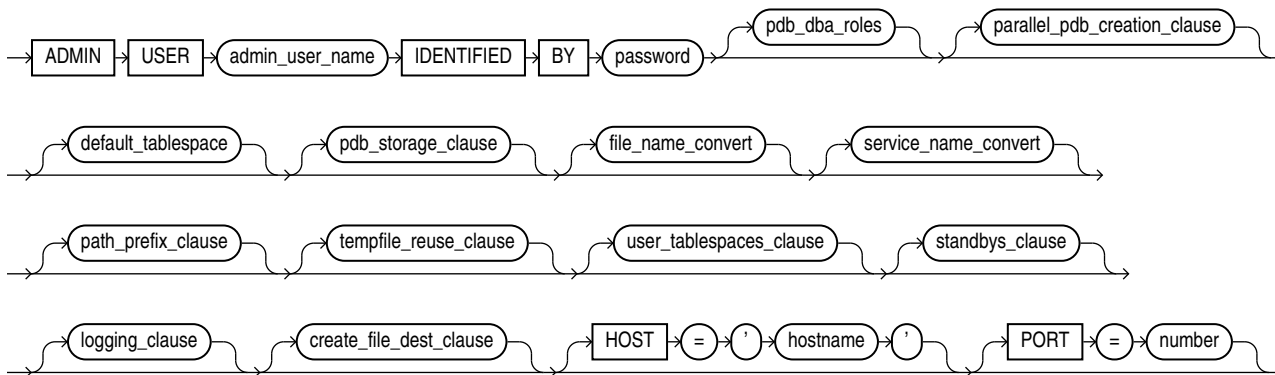 ADMIN USER admin_user_name IDENTIFIED BY password pdb_dba_roles parallel_pdb_creation_clause
default_tablespace pdb_storage_clause file_name_convert service_name_convert
path_prefix_clause tempfile_reuse_clause user_tablespaces_clause standbys_clause
logging_clause create_file_dest_clause HOST = ’ hostname ’ PORT = number